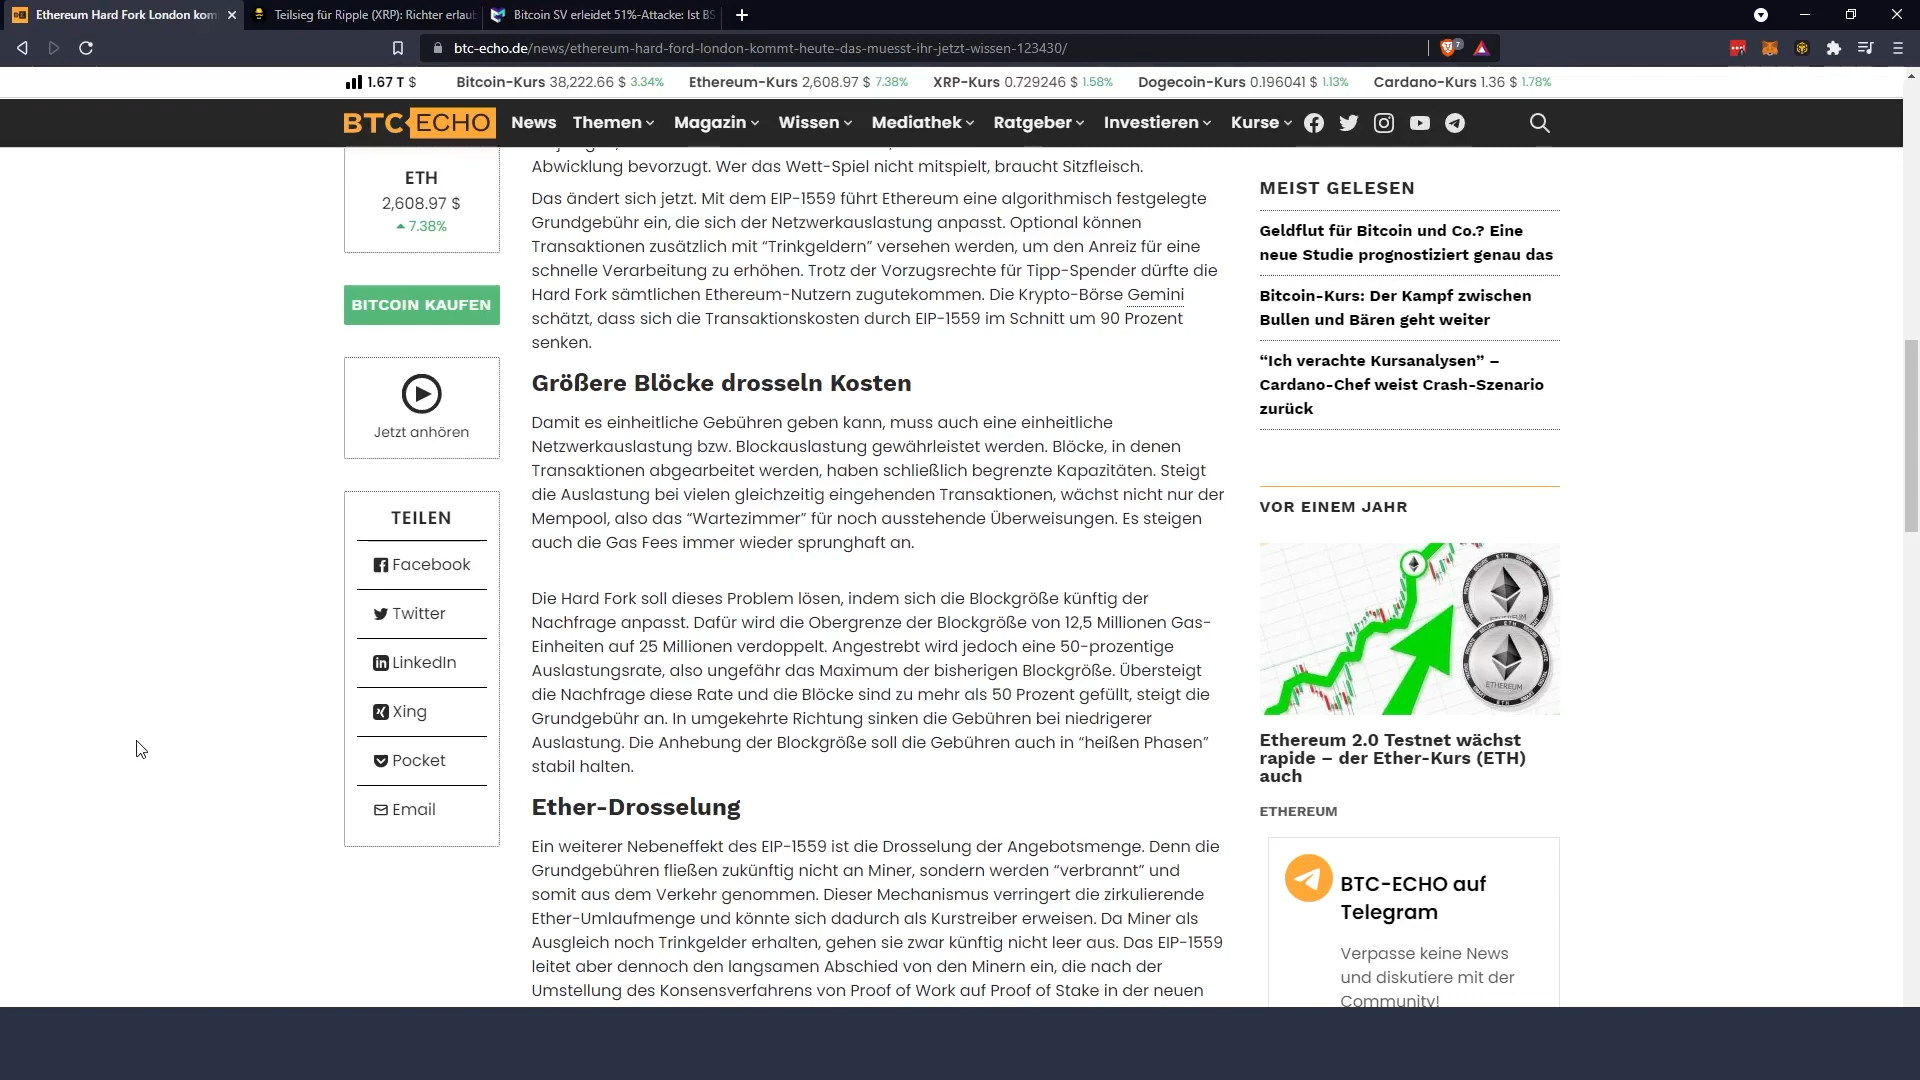 Ethereum Hard Fork London kom
Teilsieg für Ripple (XRP): Richter erlaub
Bitcoin SV erleidet 51%-Attacke: Ist BS
btc-echo.de/news/ethereum-hard-ford-london-kommt-heute-das-muesst-ihr-jetzt-wissen-123430/
7
1.67 T $
Bitcoin-Kurs 38,222.66 $ 3.34%
Ethereum-Kurs 2,608.97 $ 7.38%
XRP-Kurs 0.729246 $ 1.58%
Dogecoin-Kurs 0.196041 $ 1.13%
Cardano-Kurs 1.36 $ 1.78%
BTC-ECHO
News
Themen
Magazin
Wissen
Mediathek
Ratgeber
Investieren
Kurse
ETH
2,608.97 $
7.38%
BITCOIN KAUFEN
Jetzt anhören
TEILEN
Facebook
Twitter
LinkedIn
Xing
Pocket
Email
Abwicklung bevorzugt. Wer das Wett-Spiel nicht mitspielt, braucht Sitzfleisch.
Das ändert sich jetzt. Mit dem EIP-1559 führt Ethereum eine algorithmisch festgelegte
Grundgebühr ein, die sich der Netzwerkauslastung anpasst. Optional können
Transaktionen zusätzlich mit “Trinkgeldern” versehen werden, um den Anreiz für eine
schnelle Verarbeitung zu erhöhen. Trotz der Vorzugsrechte für Tipp-Spender dürfte die
Hard Fork sämtlichen Ethereum-Nutzern zugutekommen. Die Krypto-Börse Gemini
schätzt, dass sich die Transaktionskosten durch EIP-1559 im Schnitt um 90 Prozent
senken.
Größere Blöcke drosseln Kosten
Damit es einheitliche Gebühren geben kann, muss auch eine einheitliche
Netzwerkauslastung bzw. Blockauslastung gewährleistet werden. Blöcke, in denen
Transaktionen abgearbeitet werden, haben schließlich begrenzte Kapazitäten. Steigt
die Auslastung bei vielen gleichzeitig eingehenden Transaktionen, wächst nicht nur der
Mempool, also das “Wartezimmer” für noch ausstehende Überweisungen. Es steigen
auch die Gas Fees immer wieder sprunghaft an.
Die Hard Fork soll dieses Problem lösen, indem sich die Blockgröße künftig der
Nachfrage anpasst. Dafür wird die Obergrenze der Blockgröße von 12,5 Millionen Gas-
Einheiten auf 25 Millionen verdoppelt. Angestrebt wird jedoch eine 50-prozentige
Auslastungsrate, also ungefähr das Maximum der bisherigen Blockgröße. Übersteigt
die Nachfrage diese Rate und die Blöcke sind zu mehr als 50 Prozent gefüllt, steigt die
Grundgebühr an. In umgekehrte Richtung sinken die Gebühren bei niedrigerer
Auslastung. Die Anhebung der Blockgröße soll die Gebühren auch in “heißen Phasen”
stabil halten.
Ether-Drosselung
Ein weiterer Nebeneffekt des EIP-1559 ist die Drosselung der Angebotsmenge. Denn die
Grundgebühren fließen zukünftig nicht an Miner, sondern werden “verbrannt” und
somit aus dem Verkehr genommen. Dieser Mechanismus verringert die zirkulierende
Ether-Umlaufmenge und könnte sich dadurch als Kurstreiber erweisen. Da Miner als
Ausgleich noch Trinkgelder erhalten, gehen sie zwar künftig nicht leer aus. Das EIP-1559
leitet aber dennoch den langsamen Abschied von den Minern ein, die nach der
Umstellung des Konsensverfahrens von Proof of Work auf Proof of Stake in der neuen
MEIST GELESEN
Geldflut für Bitcoin und Co.? Eine
neue Studie prognostiziert genau das
Bitcoin-Kurs: Der Kampf zwischen
Bullen und Bären geht weiter
“Ich verachte Kursanalysen” –
Cardano-Chef weist Crash-Szenario
zurück
VOR EINEM JAHR
ETHEREUM
Ethereum 2.0 Testnet wächst
rapide – der Ether-Kurs (ETH)
auch
ETHEREUM
BTC-ECHO auf
Telegram
Verpasse keine News
und diskutiere mit der
Community!